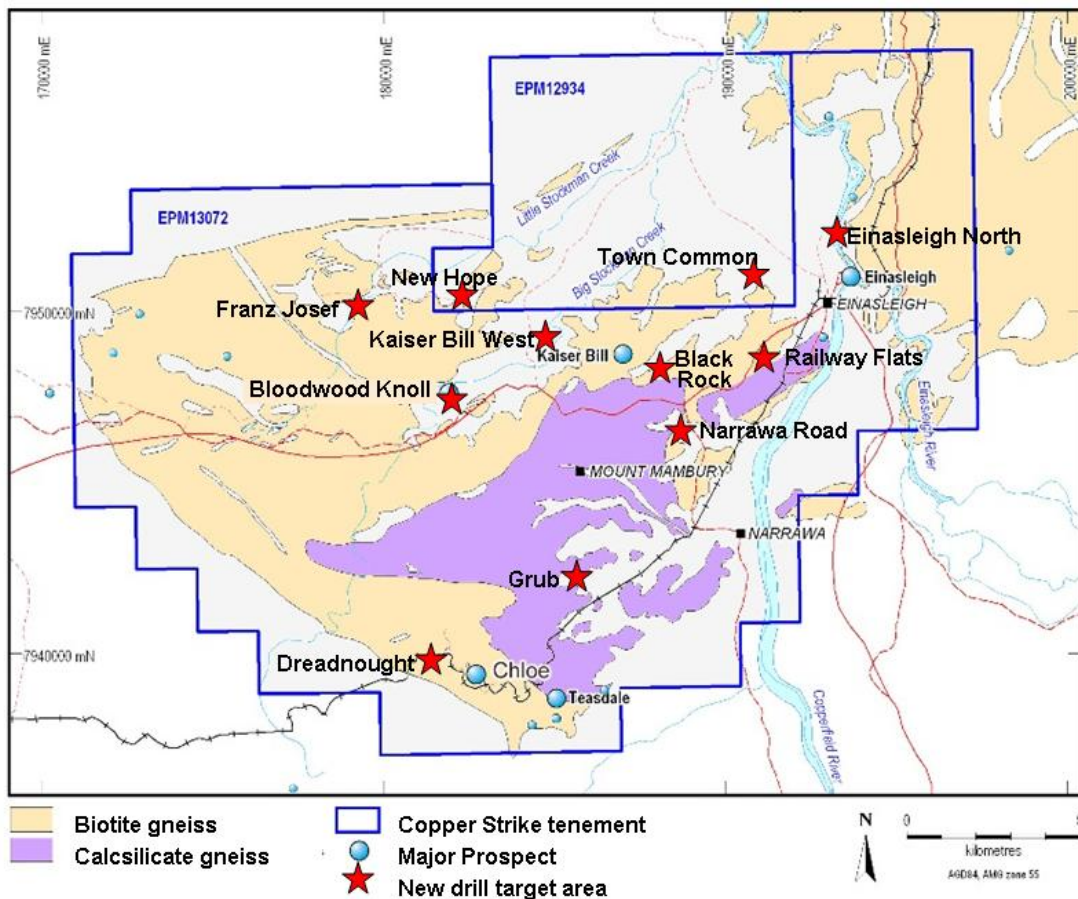 170000 mE
180000 mE
190000 mE
200000 mE
EPM12934
EPM13072
Little Stockman Creek
Big Stockman Creek
Einasleigh North
Town Common
Einasleigh
New Hope
EINASLEIGH
7950000 mN
Franz Josef
Kaiser Bill West
Kaiser Bill
Black
Rock
Railway Flats
Bloodwood Knoll
Einasleigh River
Narrawa Road
MOUNT MAMBURY
NARRAWA
Grub
7940000 mN
Dreadnought
Chloe
Teasdale
Copperfield River
Biotite gneiss
Calcsilicate gneiss
Copper Strike tenement
Major Prospect
New drill target area
N
0
kilometres
AGD84, AMG zone 55